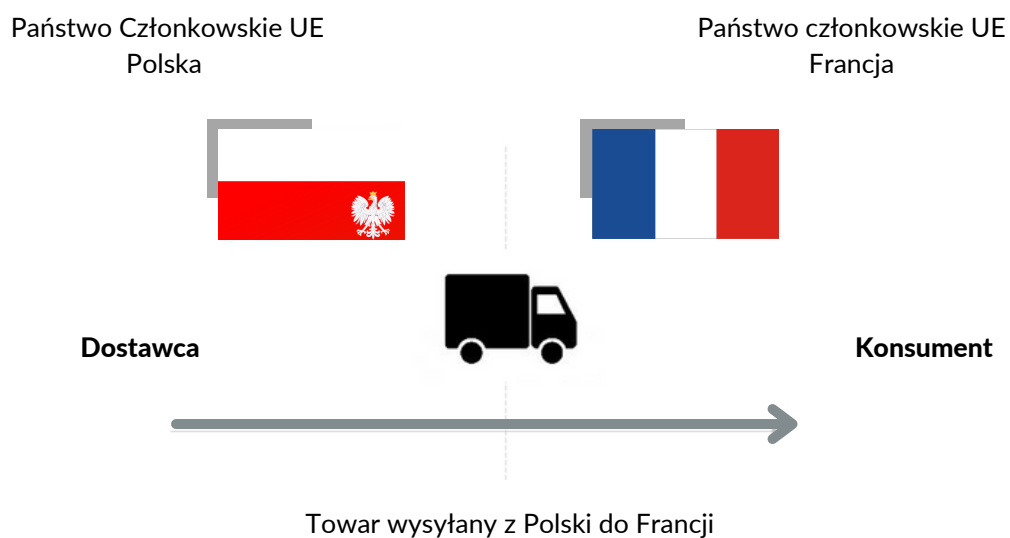 Państwo Członkowskie UE
Polska
Państwo członkowskie UE
Francja
Dostawca
Konsument
Towar wysyłany z Polski do Francji